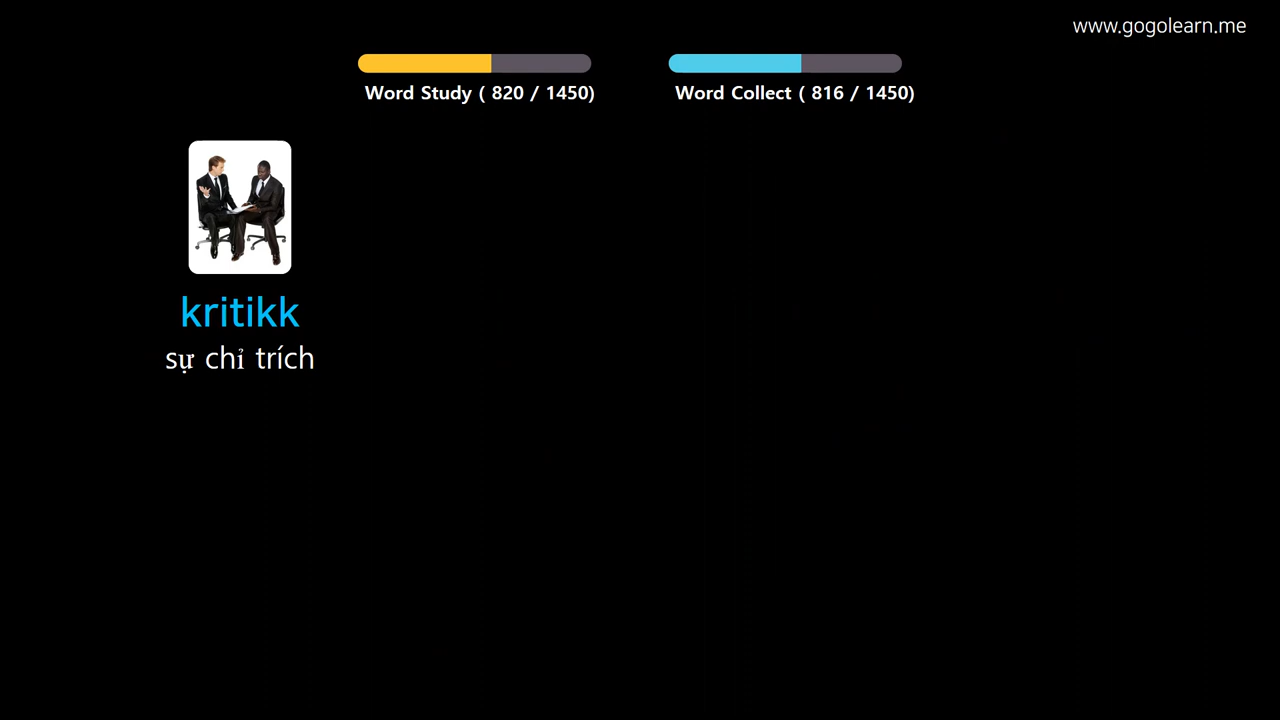 www.gogolearn.me
Word Study ( 820 / 1450)
Word Collect ( 816 / 1450)
kritikk
sự chỉ trích